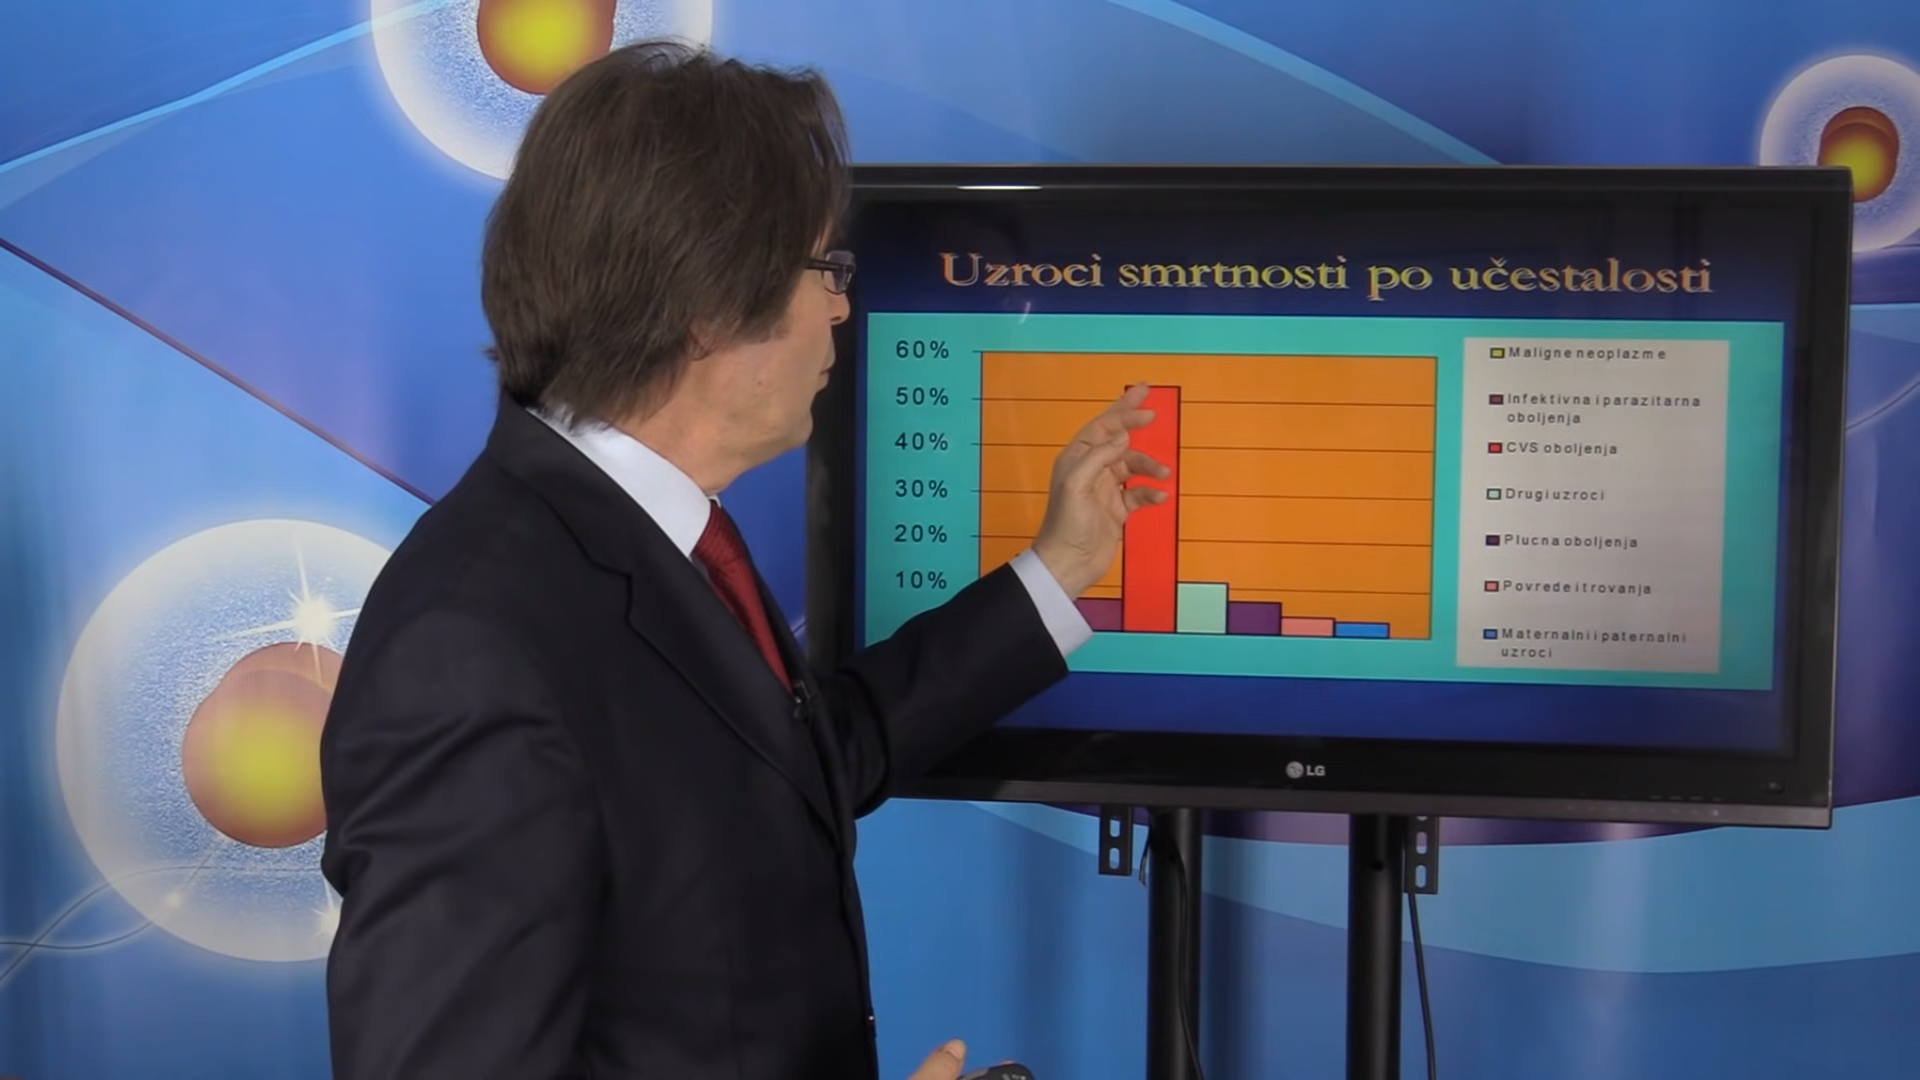 Uzroci smrtnosti po učestalosti
60%
50%
40%
30%
20%
10%
Maligne neoplazme
Infektivna i parazitarna
oboljenja
CVS oboljenja
Drugi uzroci
Plucna oboljenja
Povrede i trovanja
Maternalni i paternalni
uzroci
LG